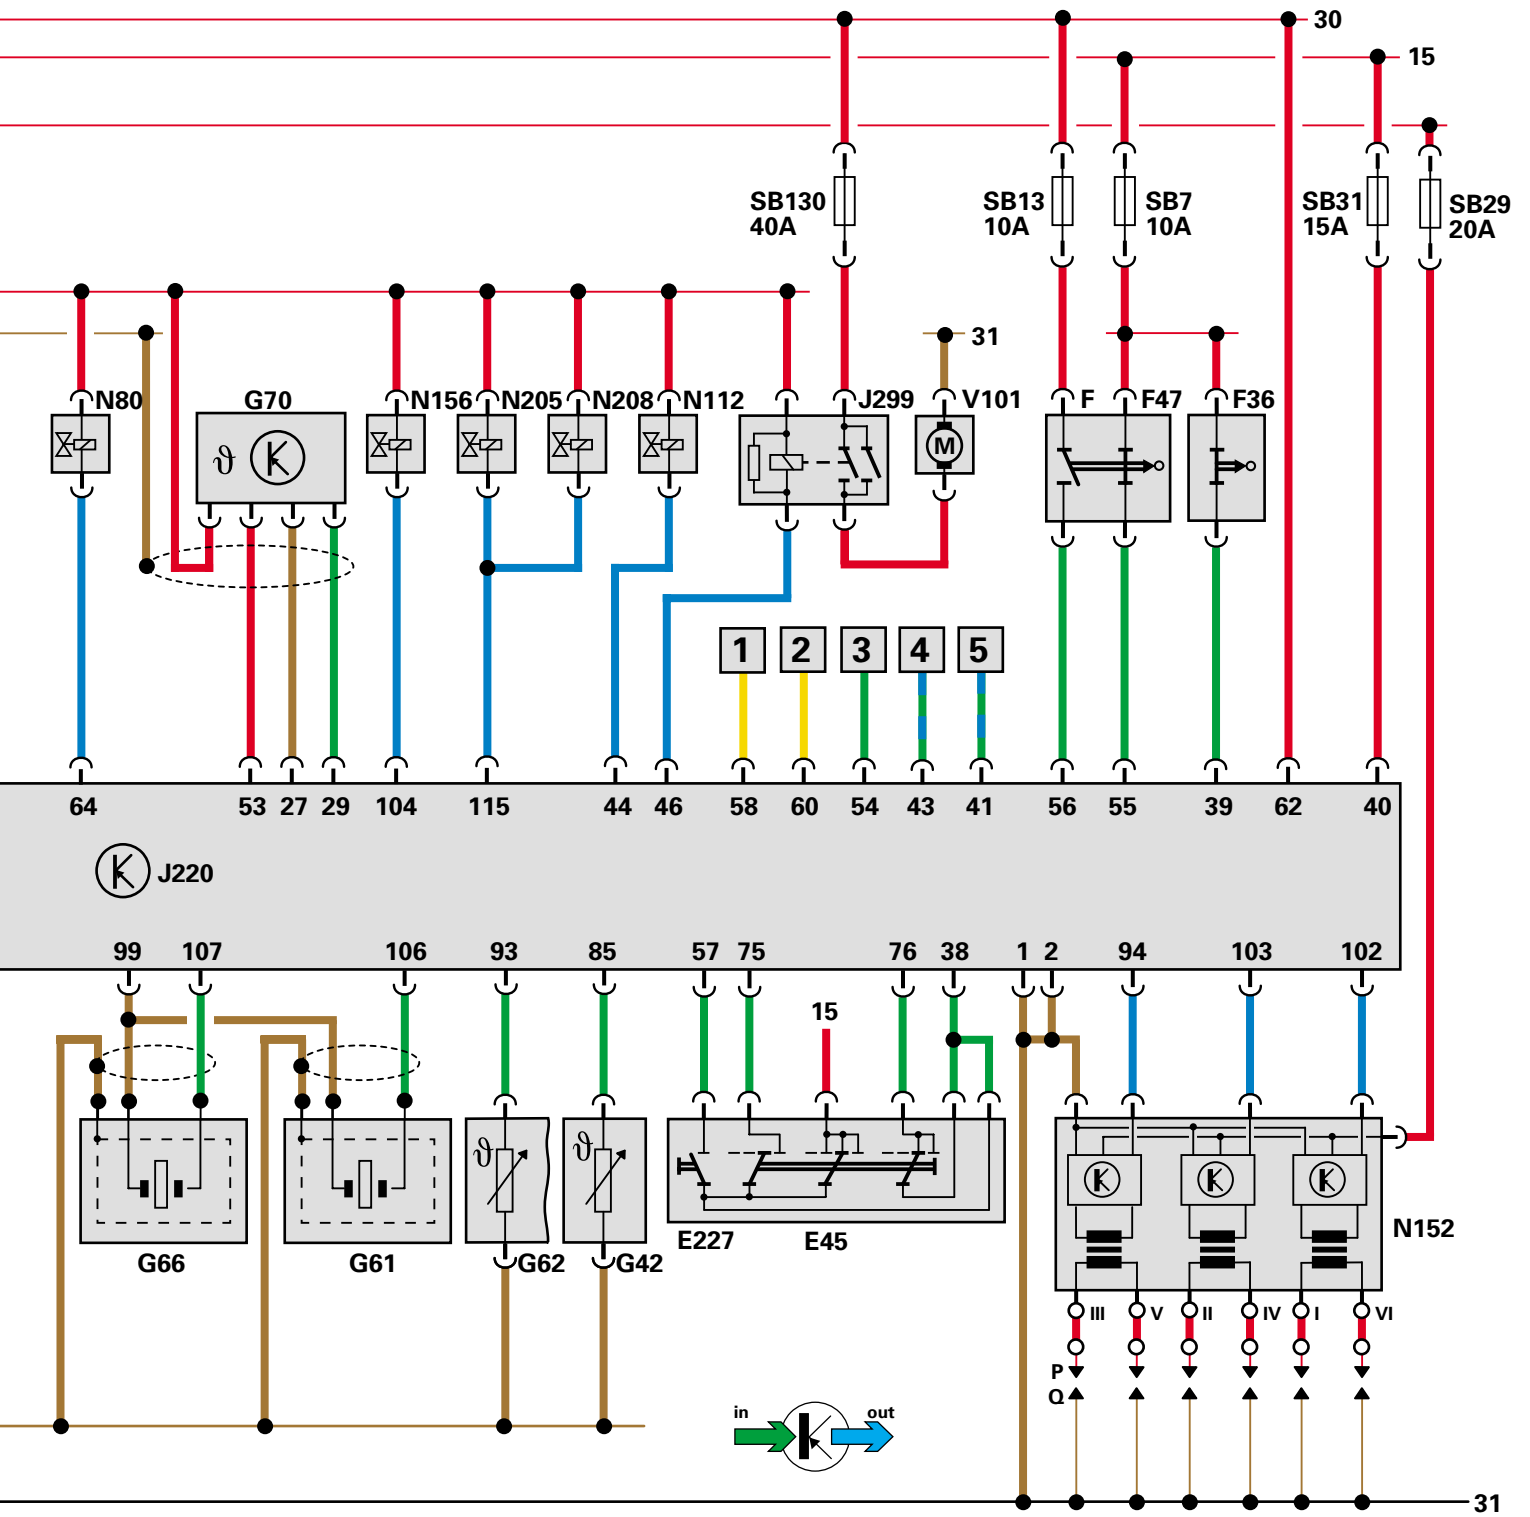 30
15
SB130
40A
SB13
10A
SB7
10A
SB31
15A
SB29
20A
31
N80
G70
N156
N205
N208
N112
J299
V101
F
F47
F36
ϑ
M
1
2
3
4
5
64
53
27
29
104
115
44
46
58
60
54
43
41
56
55
39
62
40
J220
99
107
106
93
85
57
75
76
38
1
2
94
103
102
15
ϑ
ϑ
G66
G61
G62
G42
E227
E45
N152
III
V
II
IV
I
VI
P
Q
in
out
31